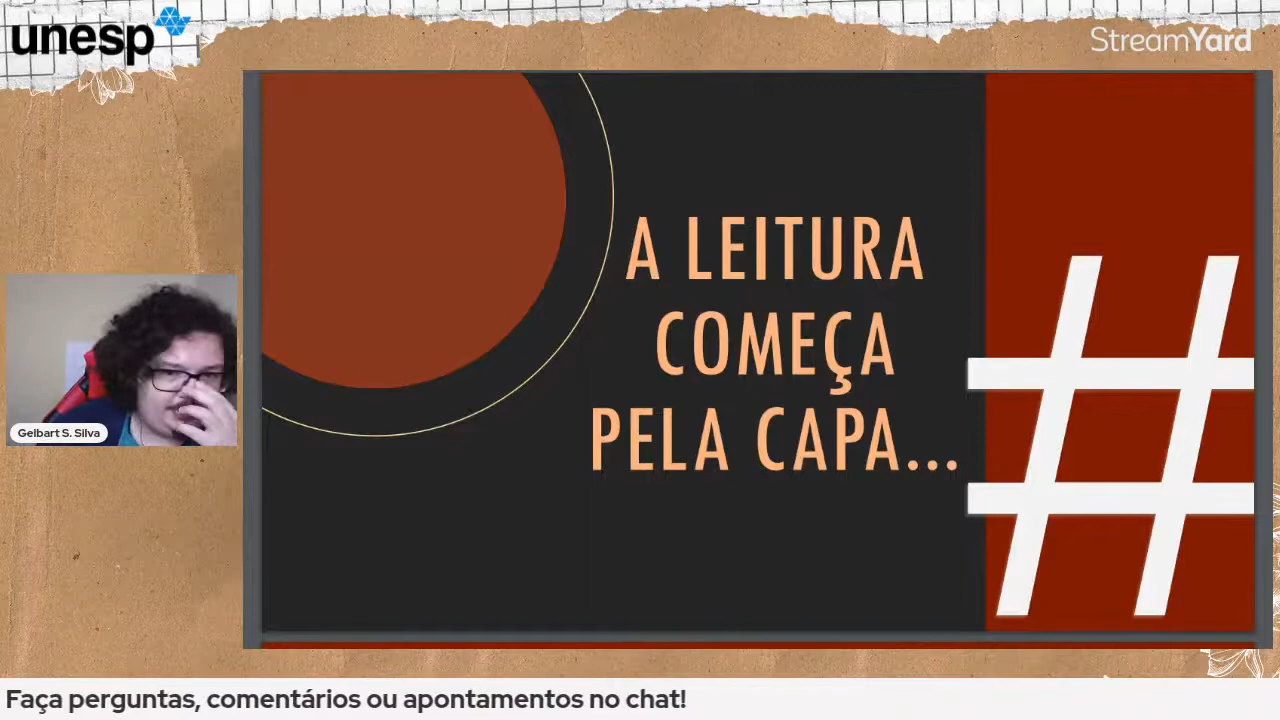 unesp
StreamYard
A LEITURA
COMEÇA
PELA CAPA...
#
Gelbart S. Silva
Faça perguntas, comentários ou apontamentos no chat!